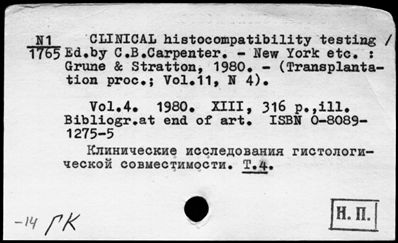 N1
1765
CLINICAL histocompatibility testing /
Ed.by C.B.Carpenter. - New York etc. :
Grune & Stratton, 1980. - (Transplanta-
tion proc.; Vol.11, N 4).
Vol.4. 1980. XIII, 316 p.,ill.
Bibliogr.at end of art. ISBN 0-8089-
1275-5
Клинические исследования гистологи-
ческой совместимости. Т.4.
-14 ГК
Н.П.